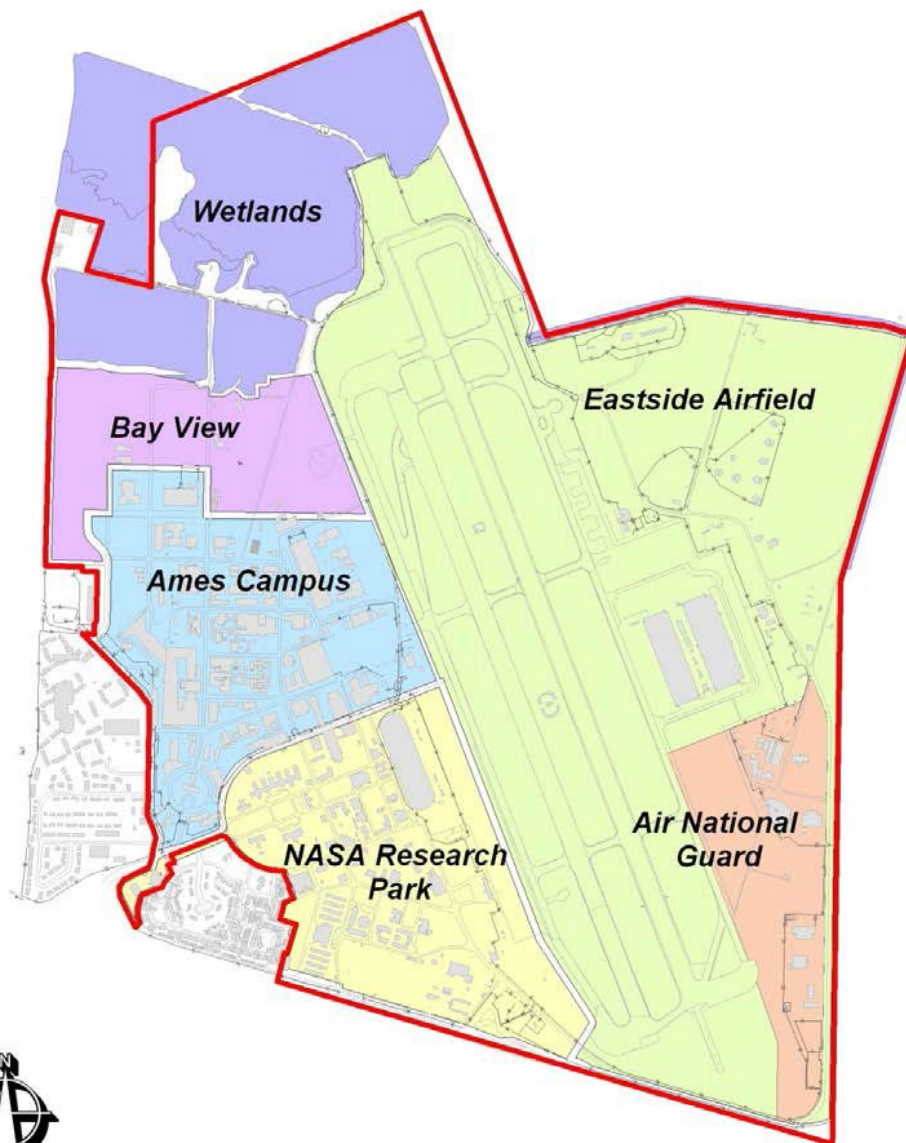 Wetlands
Eastside Airfield
Bay View
Ames Campus
Air National
Guard
NASA Research
Park
N